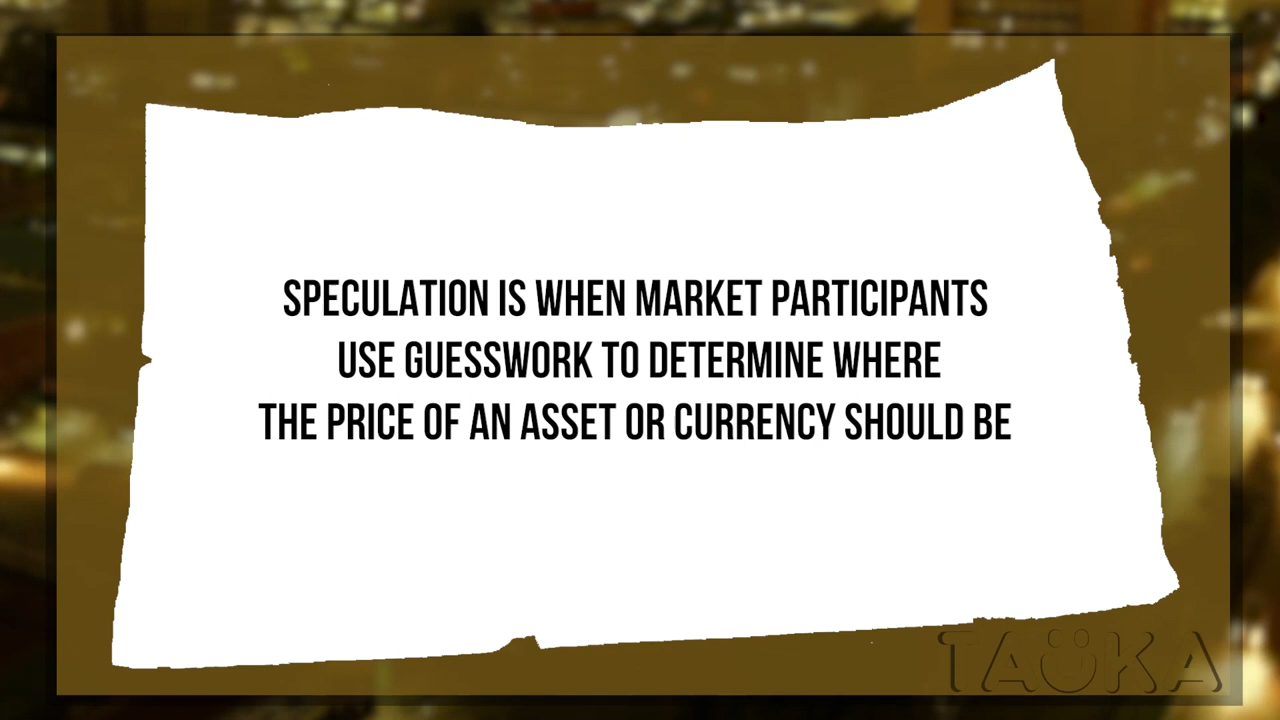 SPECULATION IS WHEN MARKET PARTICIPANTS
USE GUESSWORK TO DETERMINE WHERE
THE PRICE OF AN ASSET OR CURRENCY SHOULD BE
TAÜKA